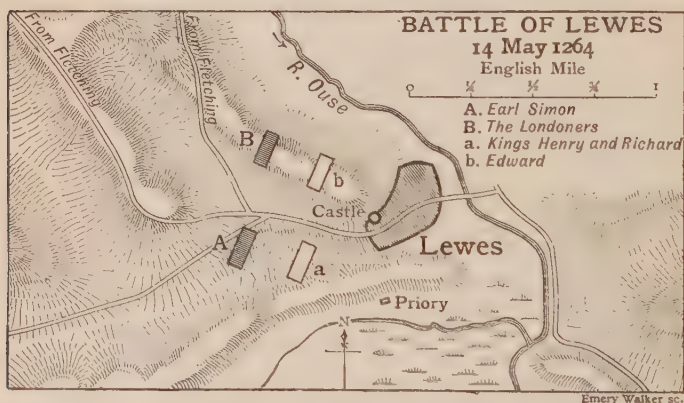 BATTLE OF LEWES
14 May 1264
English Mile
0 ¼ ½ ¾ 1
A. Earl Simon
B. The Londoners
a. Kings Henry and Richard
b. Edward
From Fletching
From Fletching
R. Ouse
B
b
Castle
Lewes
A
a
Priory
N
Emery Walker sc.